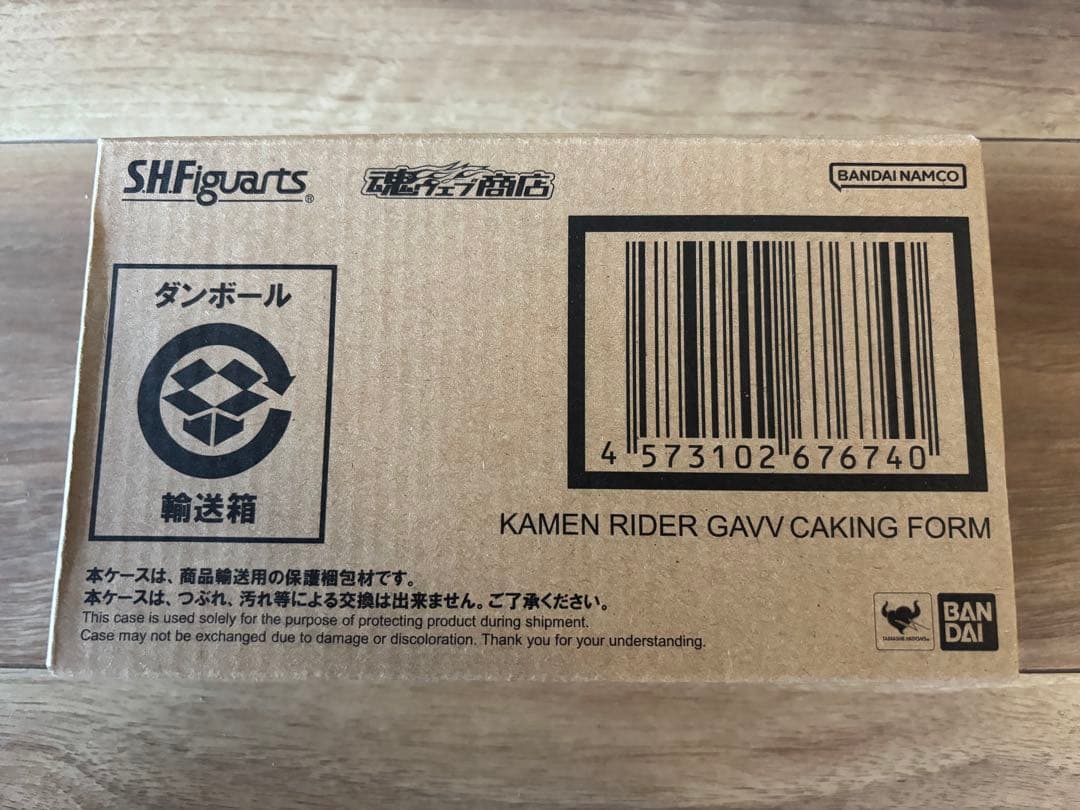 S.H.Figuarts®
魂ウェブ商店
BANDAI NAMCO
ダンボール
輸送箱
4 573102 676740
KAMEN RIDER GAVV CAKING FORM
本ケースは、商品輸送用の保護梱包材です。
本ケースは、つぶれ、汚れ等による交換は出来ません。ご了承ください。
This case is used solely for the purpose of protecting product during shipment.
Case may not be exchanged due to damage or discoloration. Thank you for your understanding.
TAMASHII NATIONS
BAN
DAI